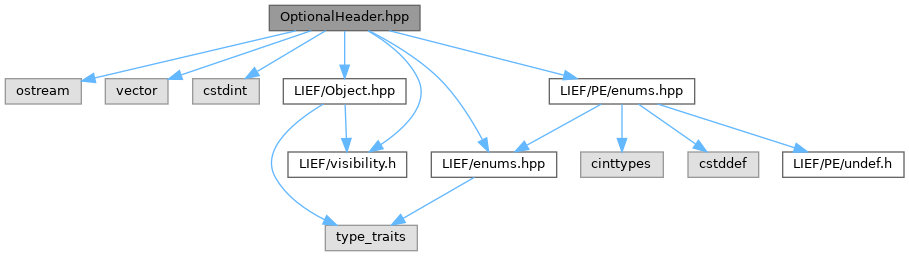 OptionalHeader.hpp
ostream
vector
cstdint
LIEF/Object.hpp
LIEF/PE/enums.hpp
LIEF/visibility.h
LIEF/enums.hpp
cinttypes
cstddef
LIEF/PE/undef.h
type_traits